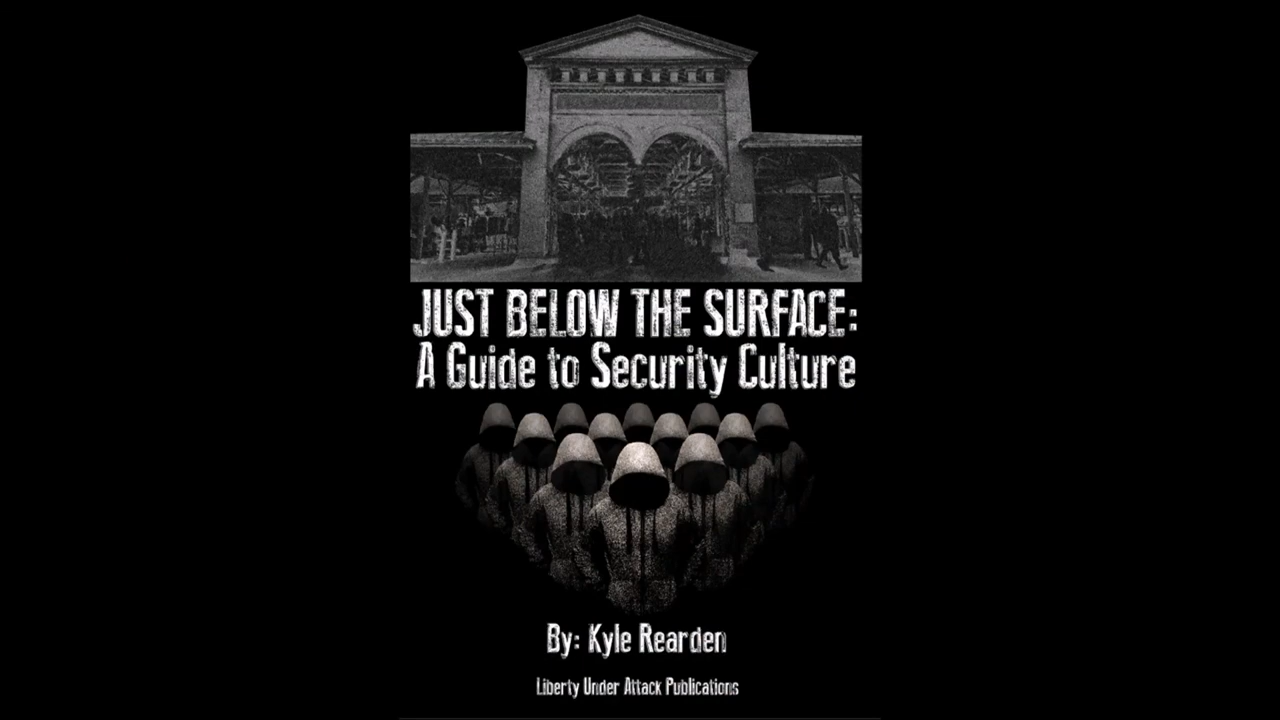 JUST BELOW THE SURFACE:
A Guide to Security Culture
By: Kyle Rearden
Liberty Under Attack Publications